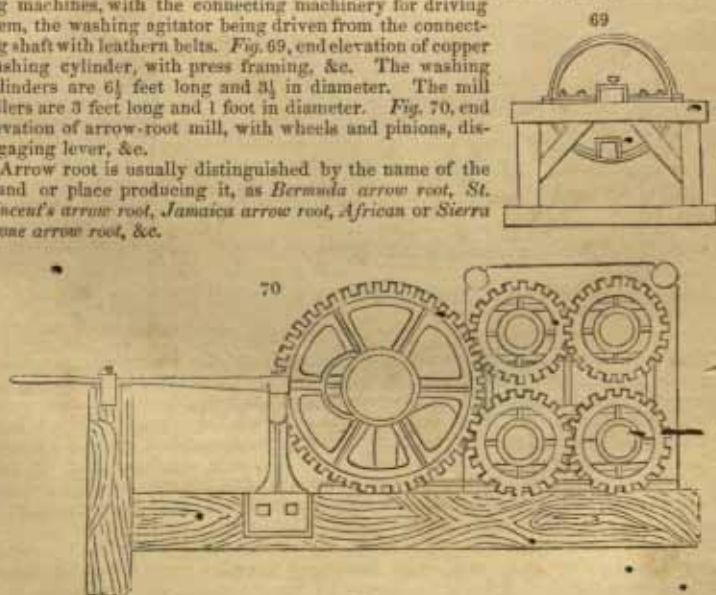 g machines, with the connecting machinery for driving
em, the washing agitator being driven from the connect-
g shaft with leathern belts. Fig. 69, end elevation of copper
shing cylinder, with press framing, &c. The washing
linders are 6½ feet long and 3½ in diameter. The mill
llers are 3 feet long and 1 foot in diameter. Fig. 70, end
evation of arrow-root mill, with wheels and pinions, dis-
gaging lever, &c.
Arrow root is usually distinguished by the name of the
and or place producing it, as Bermuda arrow root, St.
ncent's arrow root, Jamaica arrow root, African or Sierra
one arrow root, &c.
69
70